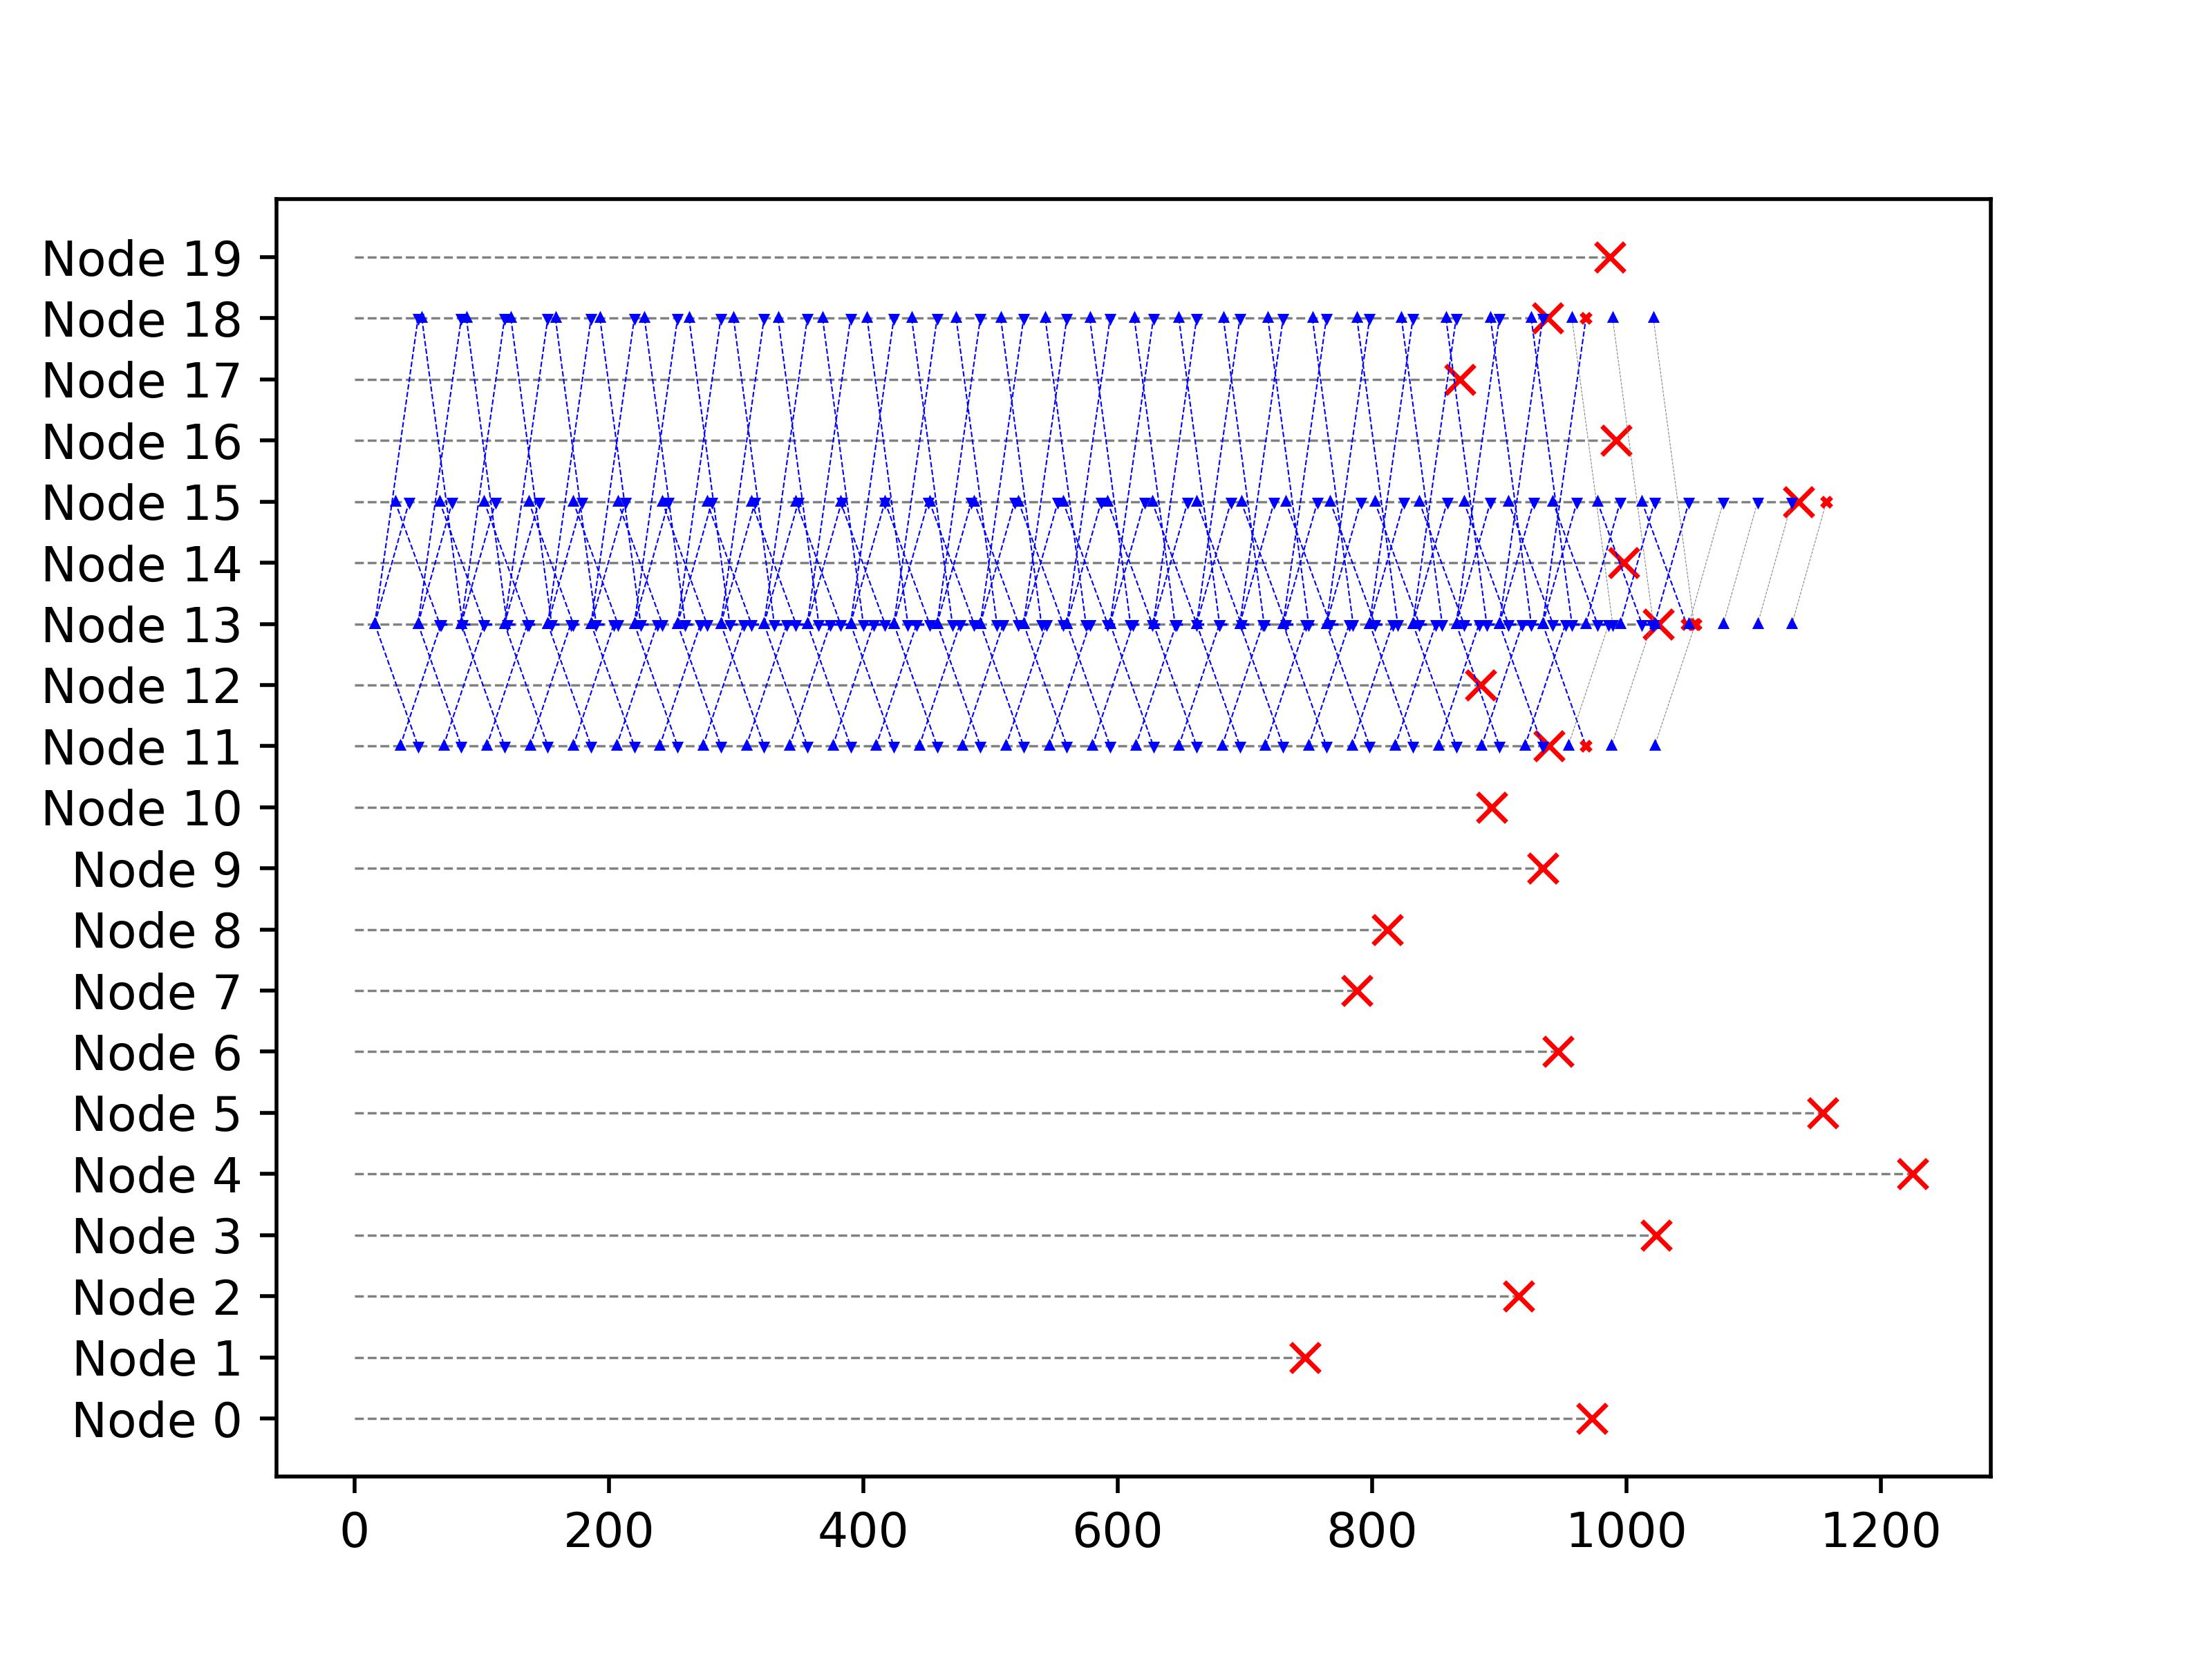 Node 19
Node 18
Node 17
Node 16
Node 15
Node 14
Node 13
Node 12
Node 11
Node 10
Node 9
Node 8
Node 7
Node 6
Node 5
Node 4
Node 3
Node 2
Node 1
Node 0
0 200 400 600 800 1000 1200